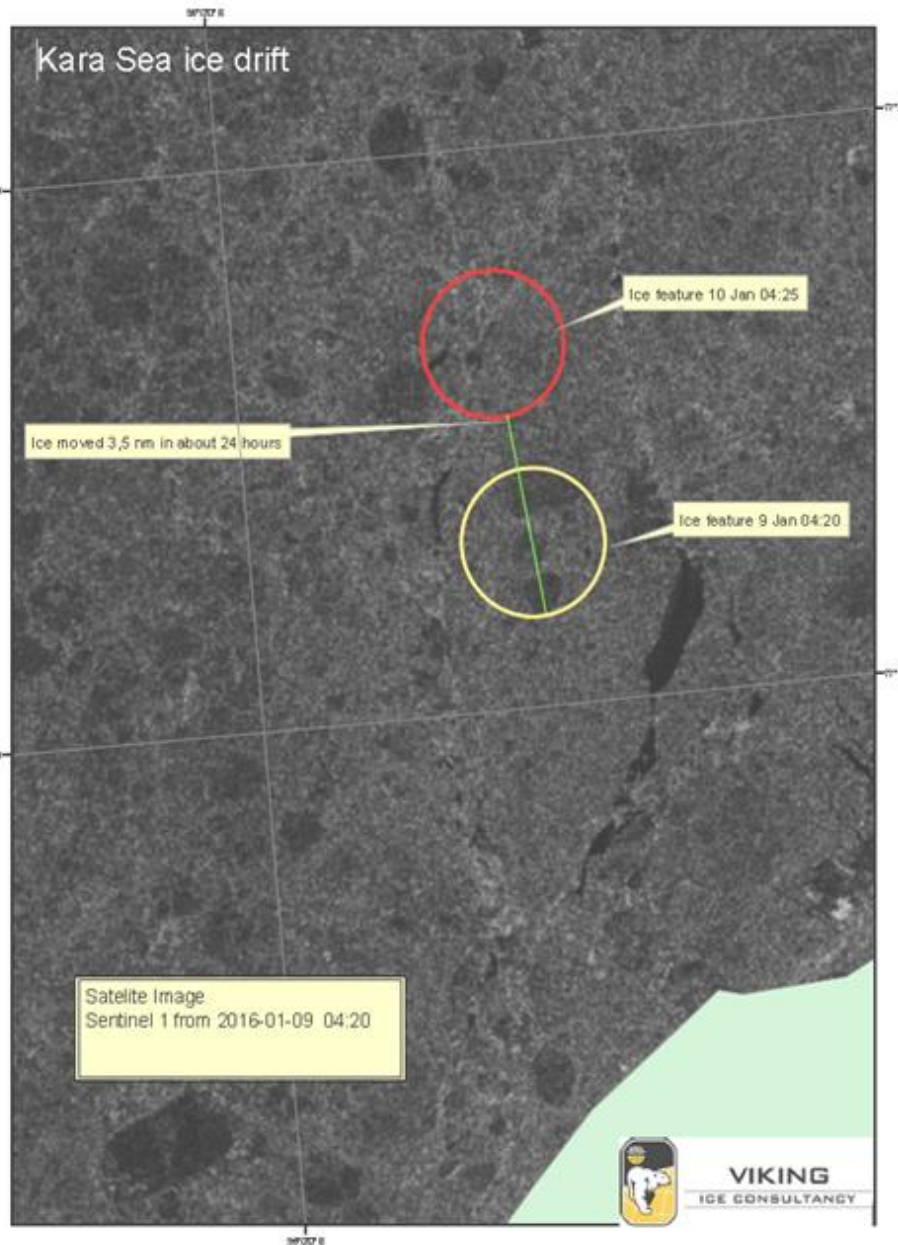 Kara Sea ice drift
Ice feature 10 Jan 04:25
Ice moved 3,5 nm in about 24 hours
Ice feature 9 Jan 04:20
Satelite Image
Sentinel 1 from 2016-01-09 04:20
VIKING
ICE CONSULTANCY